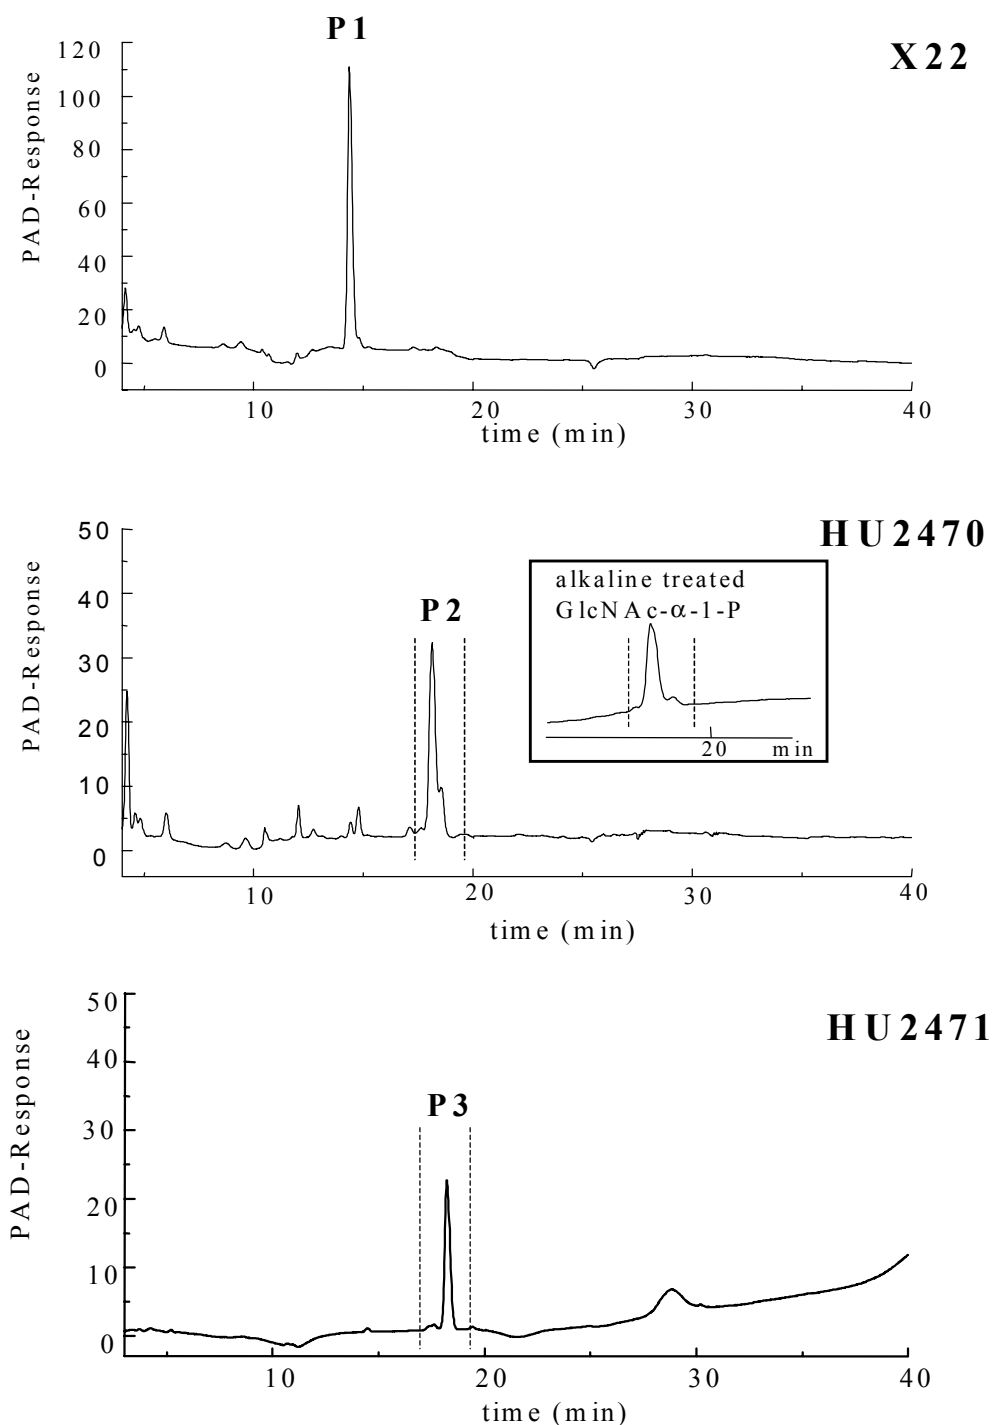 P1
X22
PAD-Response
120
100
80
60
40
20
0
10
20
30
40
time (min)
HU2470
PAD-Response
50
40
30
20
10
0
P2
alkaline treated
GlcNAc-α-1-P
20 min
10
20
30
40
time (min)
HU2471
PAD-Response
50
40
30
20
10
0
P3
10
20
30
40
time (min)